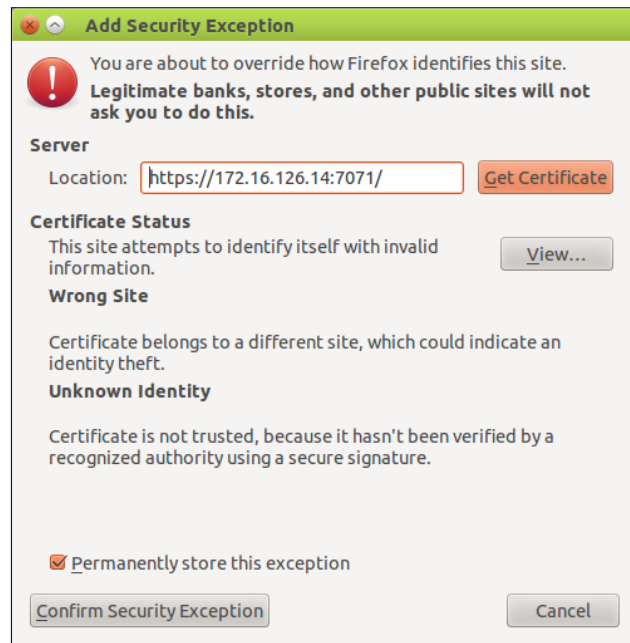 Add Security Exception
You are about to override how Firefox identifies this site.
Legitimate banks, stores, and other public sites will not
ask you to do this.
Server
Location: https://172.16.126.14:7071/ Get Certificate
Certificate Status
This site attempts to identify itself with invalid
information.
View...
Wrong Site
Certificate belongs to a different site, which could indicate an
identity theft.
Unknown Identity
Certificate is not trusted, because it hasn't been verified by a
recognized authority using a secure signature.
Permanently store this exception
Confirm Security Exception Cancel